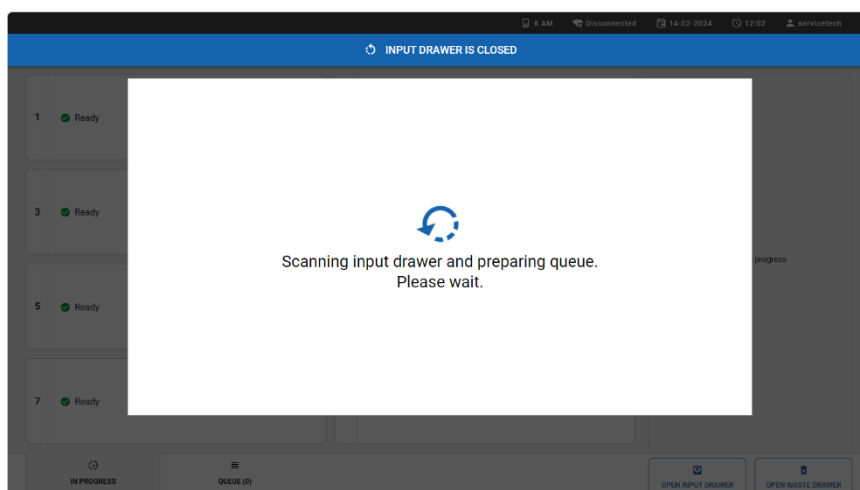 8 AM Disconnected 14-02-2024 12:02 servicetech
INPUT DRAWER IS CLOSED
1 Ready
3 Ready
Scanning input drawer and preparing queue.
Please wait.
progress
5 Ready
7 Ready
IN PROGRESS
QUEUE (0)
OPEN INPUT DRAWER
OPEN WASTE DRAWER